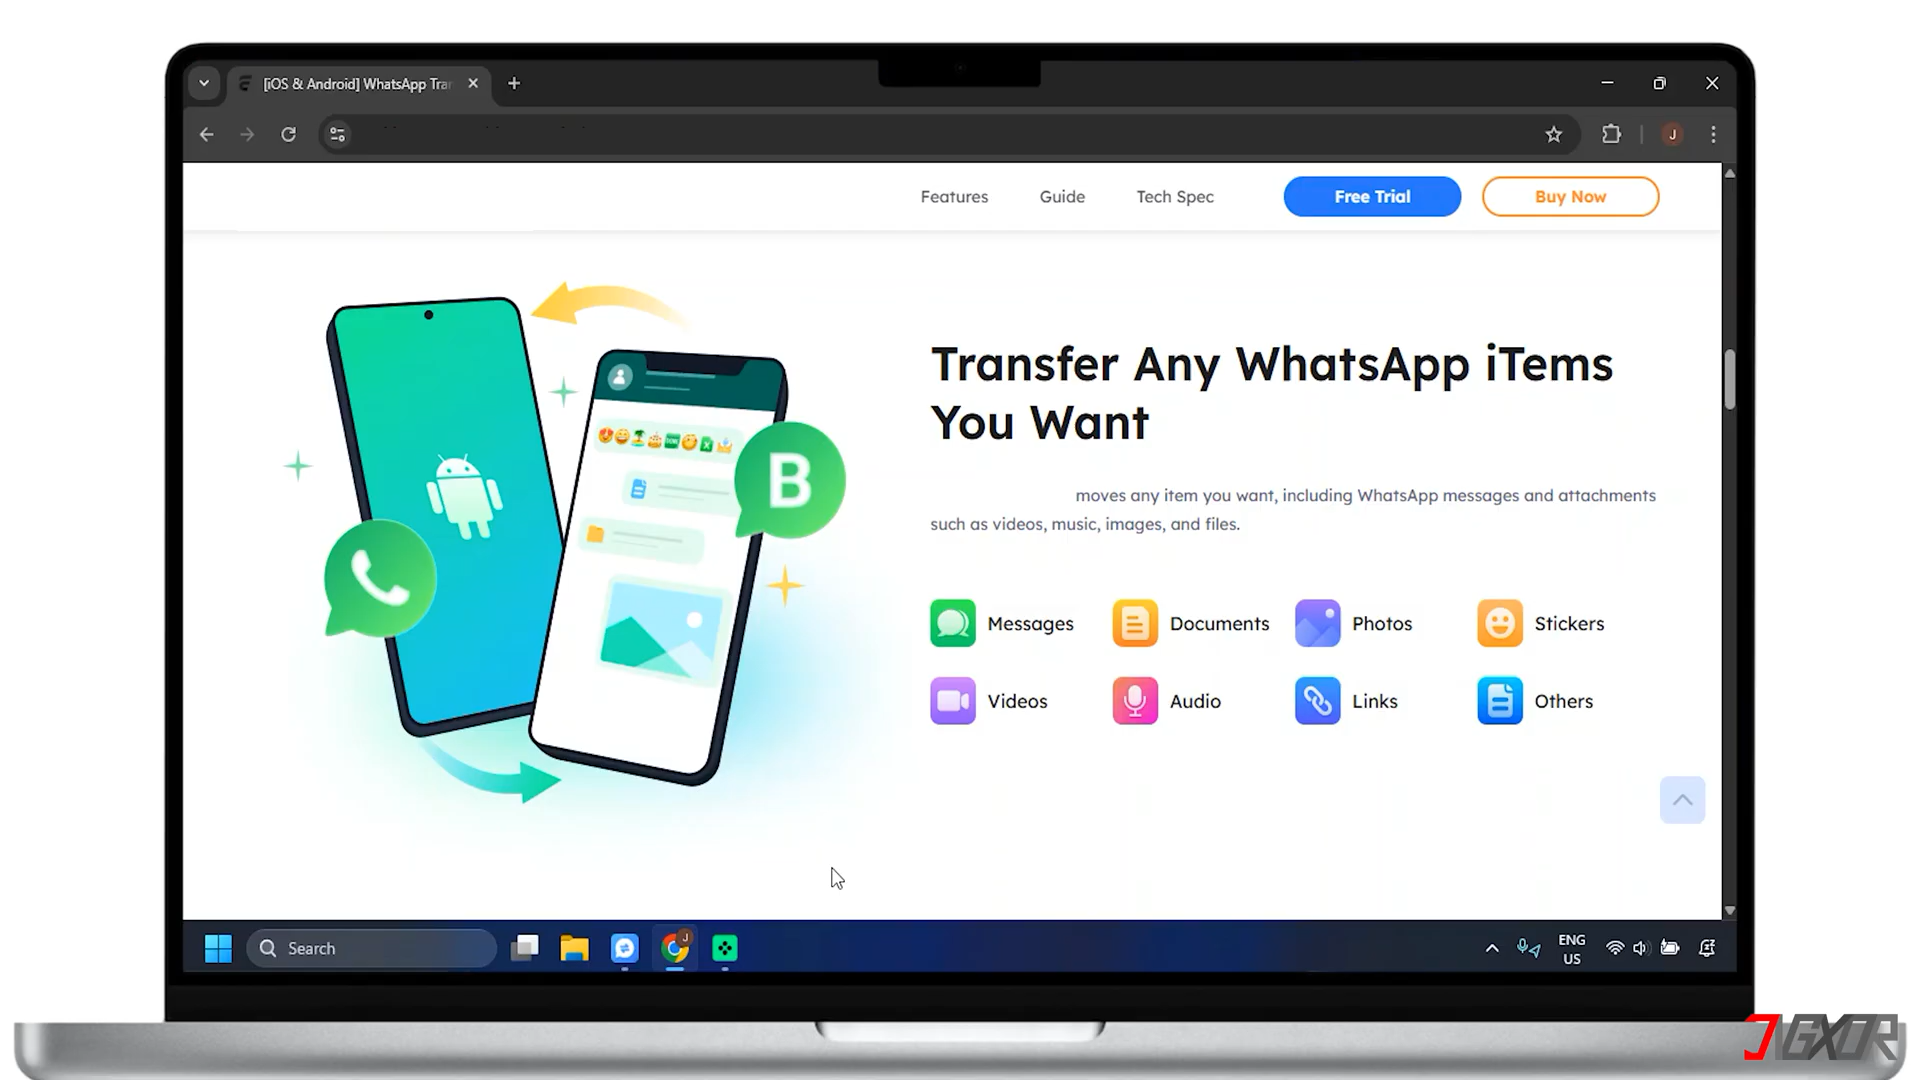 [iOS & Android] WhatsApp Tra
J
Features
Guide
Tech Spec
Free Trial
Buy Now
B
Transfer Any WhatsApp iTems
You Want
moves any item you want, including WhatsApp messages and attachments
such as videos, music, images, and files.
Messages
Documents
Photos
Stickers
Videos
Audio
Links
Others
Search
J
ENG
US
JGXOR